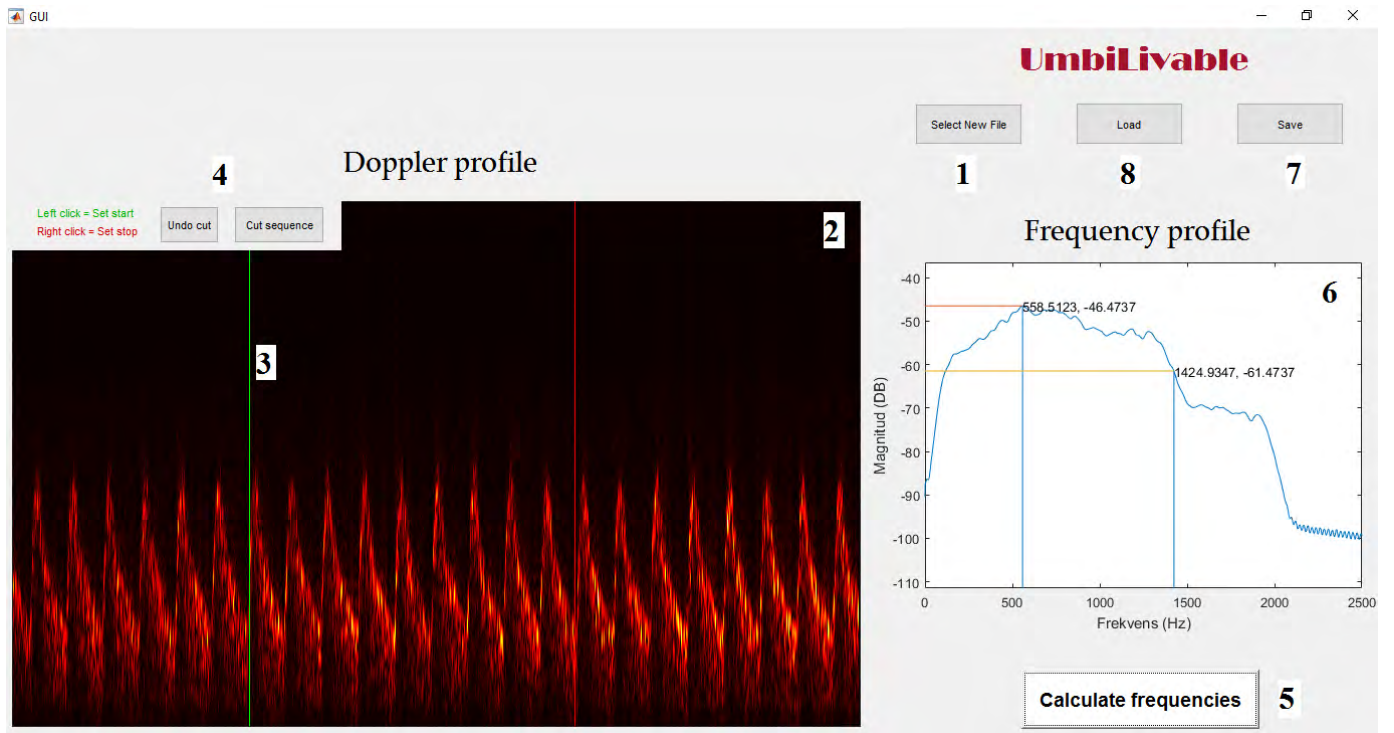 GUI
UmbiLivable
Select New File
Load
Save
1
8
7
4
Doppler profile
Left click = Set start
Right click = Set stop
Undo cut
Cut sequence
2
3
Frequency profile
6
558.5123, -46.4737
1424.9347, -61.4737
-40
-50
-60
-70
-80
-90
-100
-110
Magnitud (DB)
0
500
1000
1500
2000
2500
Frekvens (Hz)
Calculate frequencies
5